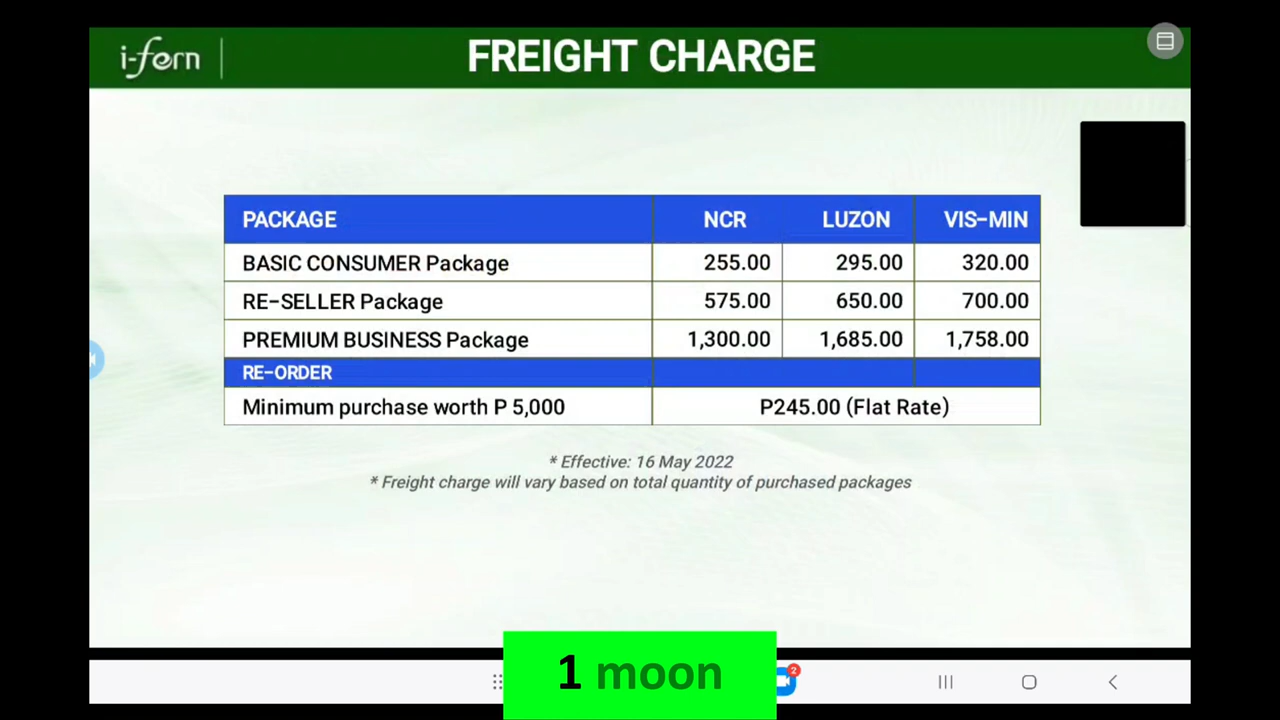 i-fern
FREIGHT CHARGE
PACKAGE NCR LUZON VIS-MIN
BASIC CONSUMER Package 255.00 295.00 320.00
RE-SELLER Package 575.00 650.00 700.00
PREMIUM BUSINESS Package 1,300.00 1,685.00 1,758.00
RE-ORDER
Minimum purchase worth P 5,000 P245.00 (Flat Rate)
* Effective: 16 May 2022
* Freight charge will vary based on total quantity of purchased packages
1 moon
2